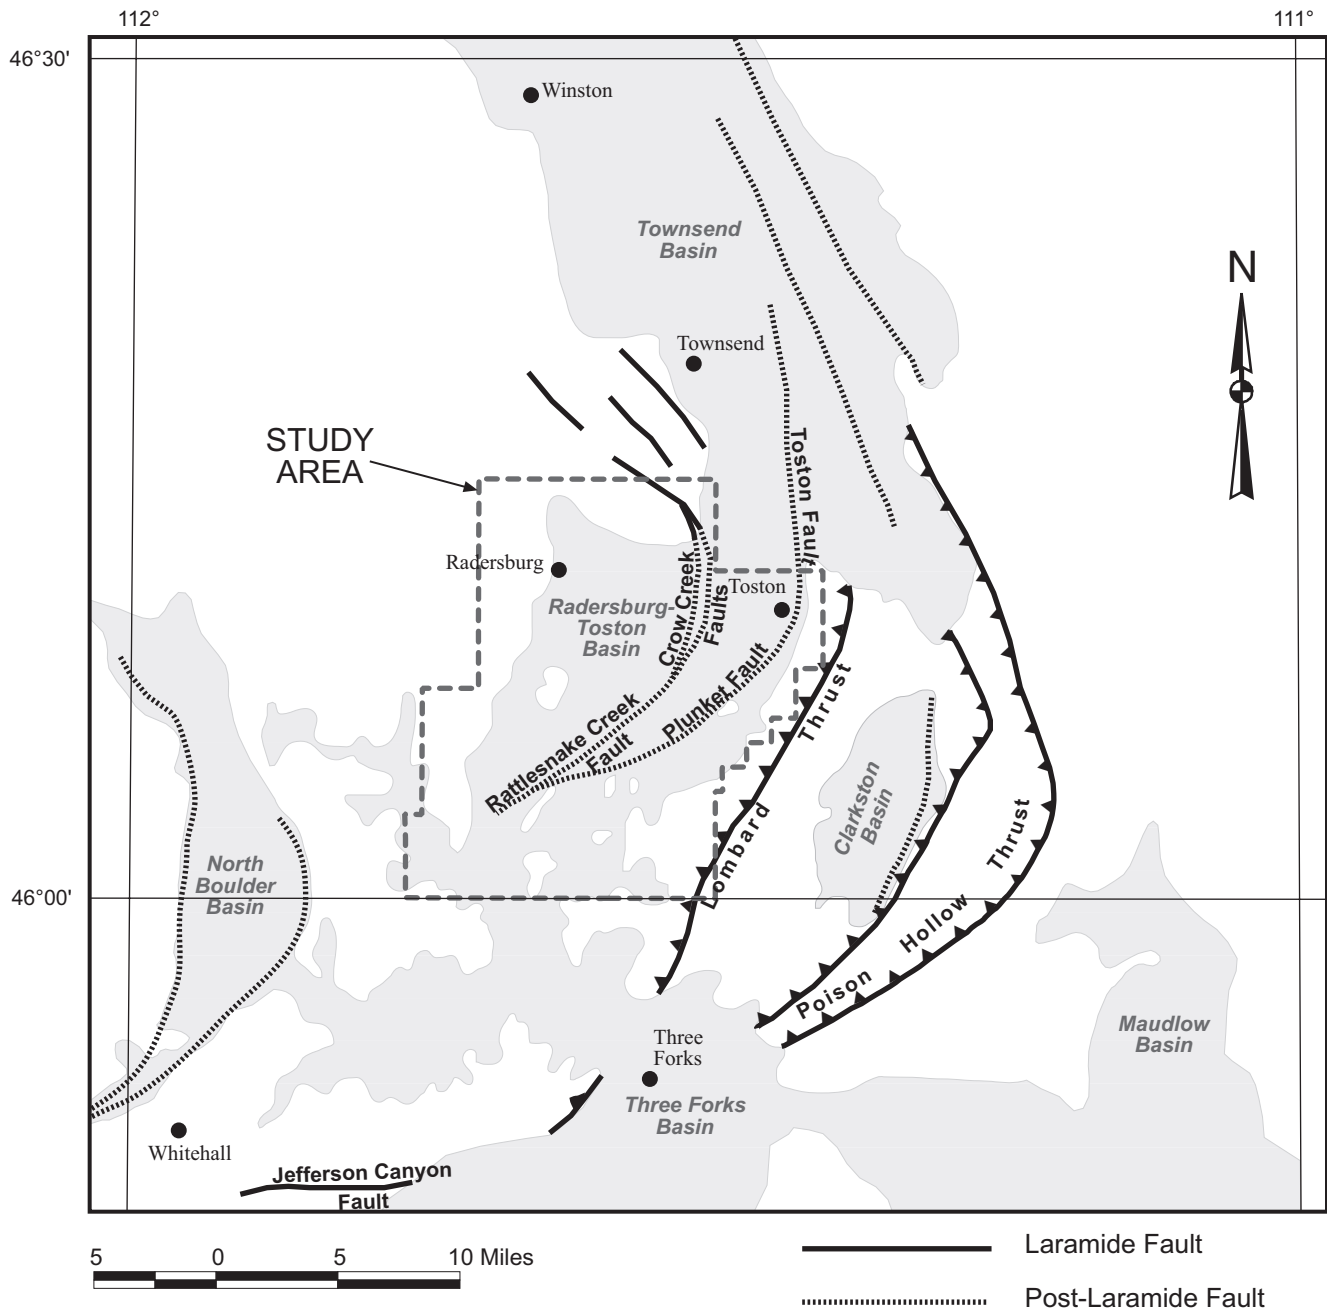 112°
111°
46°30'
Winston
Townsend
Basin
N
Townsend
STUDY
AREA
Toston Fault
Radersburg
Toston
Radersburg-
Toston
Basin
Crow Creek
Faults
Plunket Fault
Rattlesnake Creek
Fault
Lombard Thrust
Clarkston
Basin
North
Boulder
Basin
46°00'
Poison Hollow Thrust
Maudlow
Basin
Three
Forks
Three Forks
Basin
Whitehall
Jefferson Canyon
Fault
5 0 5 10 Miles
Laramide Fault
Post-Laramide Fault